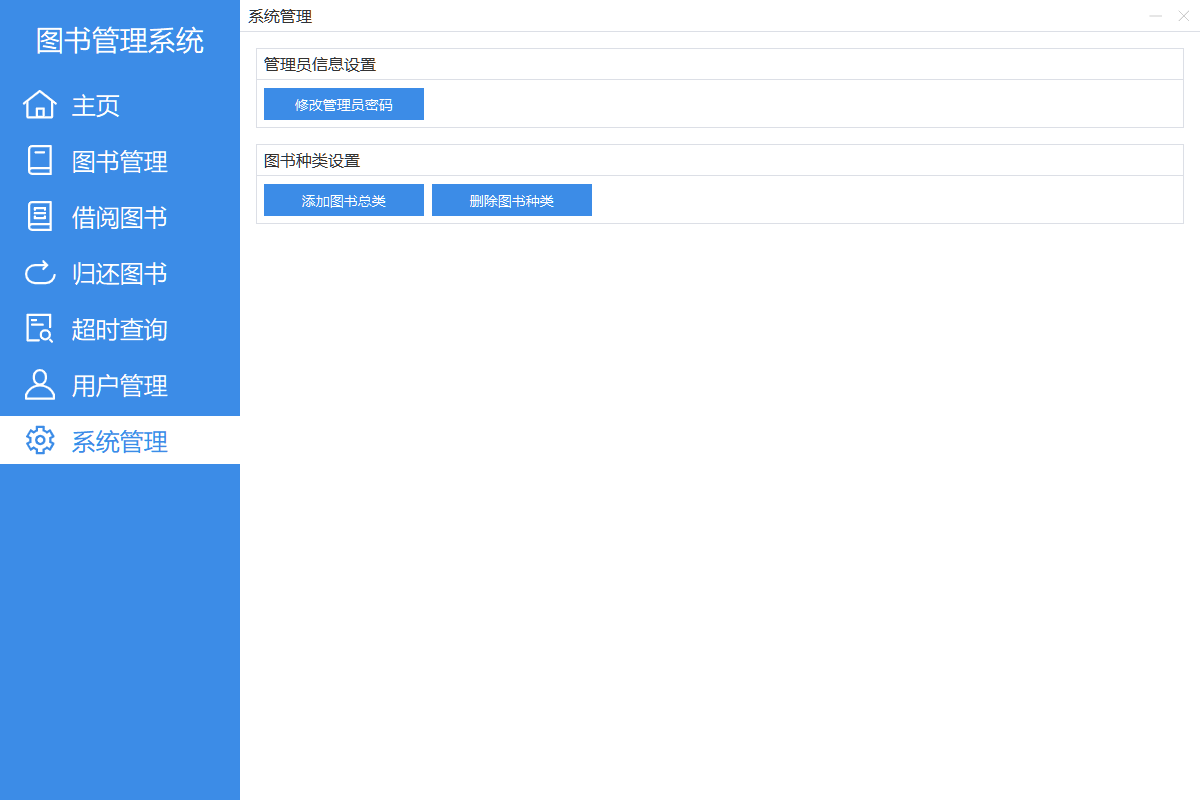 图书管理系统
主页
图书管理
借阅图书
归还图书
超时查询
用户管理
系统管理
系统管理
管理员信息设置
修改管理员密码
图书种类设置
添加图书总类 删除图书种类